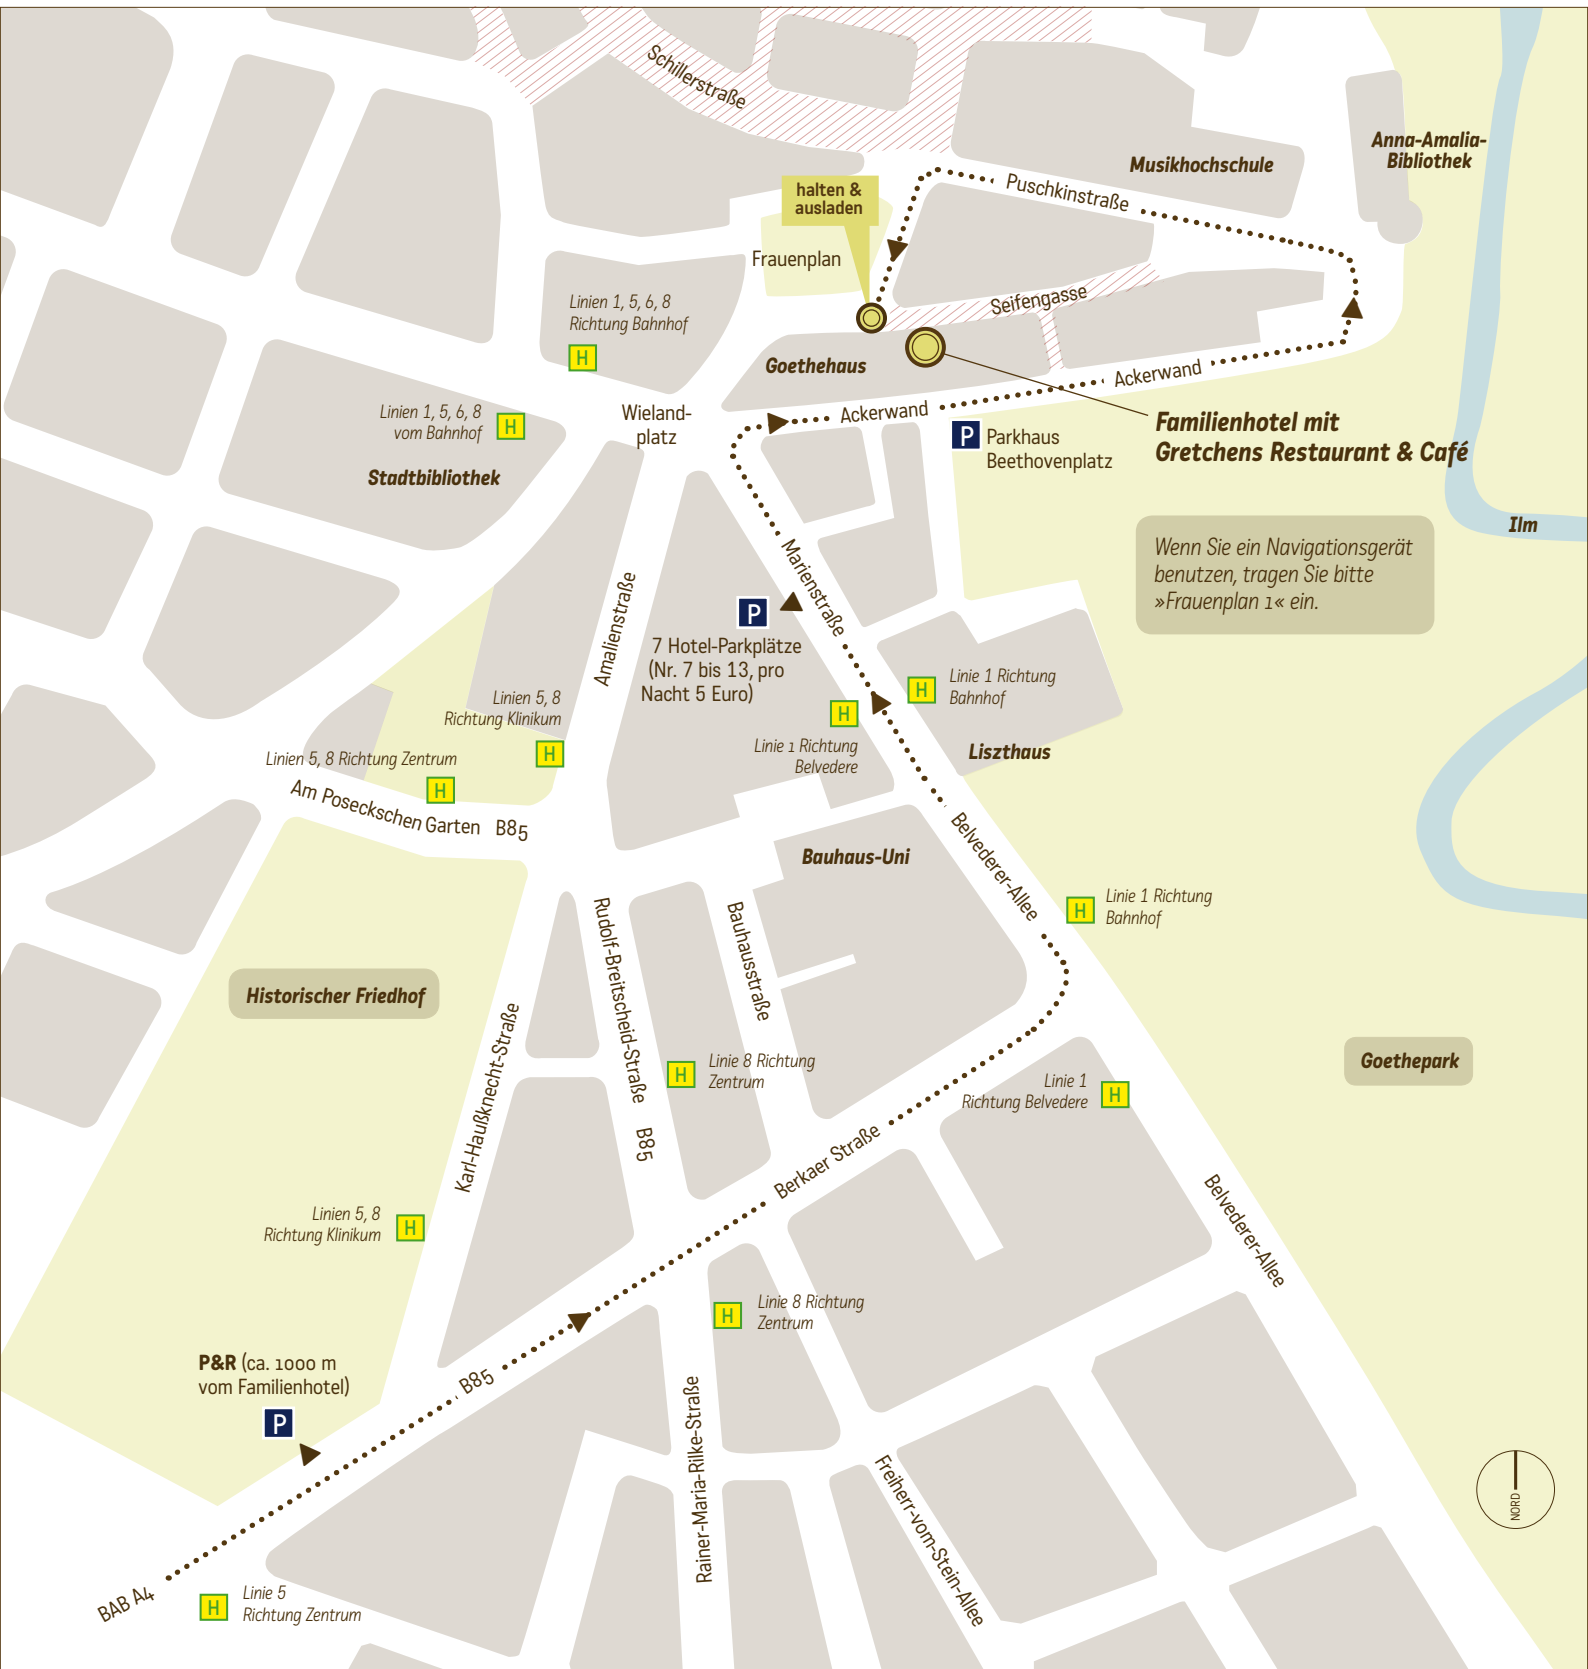 Schillerstraße
Anna-Amalia-
Bibliothek
Musikhochschule
halten &
ausladen
Puschkinstraße
Frauenplan
Linien 1, 5, 6, 8
Richtung Bahnhof
H
Seifengasse
Goethehaus
Ackerwand
Ackerwand
Linien 1, 5, 6, 8
vom Bahnhof
H
Wieland-
platz
Familienhotel mit
Gretchens Restaurant & Café
P
Parkhaus
Beethovenplatz
Stadtbibliothek
Ilm
Wenn Sie ein Navigationsgerät
benutzen, tragen Sie bitte
»Frauenplan 1« ein.
Marienstraße
Amalienstraße
P
7 Hotel-Parkplätze
(Nr. 7 bis 13, pro
Nacht 5 Euro)
H
Linie 1 Richtung
Bahnhof
Linien 5, 8
Richtung Klinikum
H
H
Linie 1 Richtung
Belvedere
Liszthaus
Linien 5, 8 Richtung Zentrum
H
Am Poseckschen Garten B85
Belvederer-Allee
Bauhaus-Uni
H
Linie 1 Richtung
Bahnhof
Rudolf-Breitscheid-Straße B85
Bauhausstraße
Historischer Friedhof
Karl-Haußknecht-Straße
H
Linie 8 Richtung
Zentrum
Goethepark
Linie 1
Richtung Belvedere
H
Berkaer Straße
Belvederer-Allee
Linien 5, 8
Richtung Klinikum
H
H
Linie 8 Richtung
Zentrum
P&R (ca. 1000 m
vom Familienhotel)
P
B85
Rainer-Maria-Rilke-Straße
Freiherr-vom-Stein-Allee
NORD
BAB A4
H
Linie 5
Richtung Zentrum